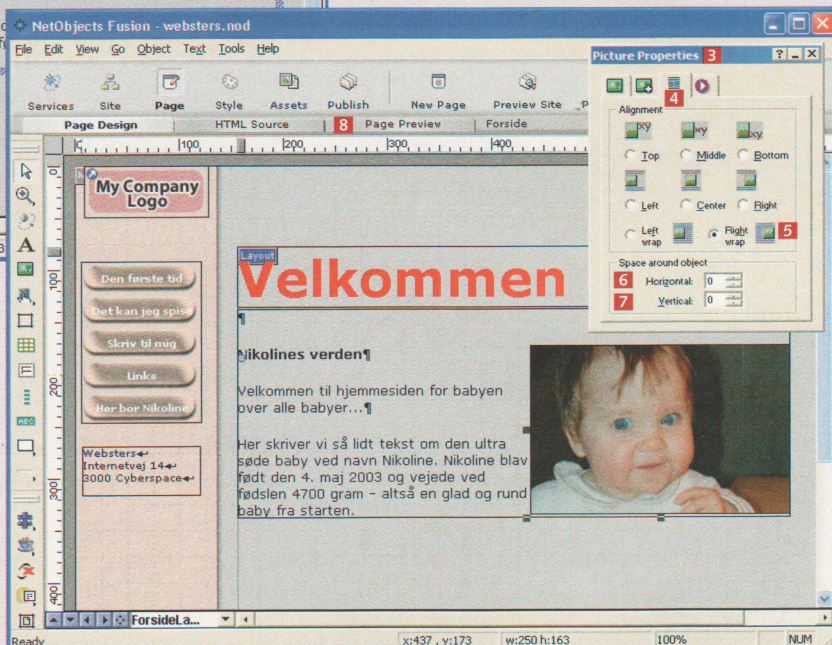 NetObjects Fusion - websters.nod
File Edit View Go Object Text Tools Help
Services Site Page Style Assets Publish New Page Preview Site
Page Design HTML Source 8 Page Preview Forside
100 200 300 400
Picture Properties 3
4
Alignment
Top Middle Bottom
Left Center Right
Left wrap Right wrap 5
Space around object
6 Horizontal: 0
7 Vertical: 0
My Company
Logo
Den første tid
Det kan jeg spise
Skriv til mig
Links
Her bor Nikoline
Websters↵
Internetvej 14↵
3000 Cyberspace↵
Layout
Velkommen
¶
Nikolines verden¶
Velkommen til hjemmesiden for babyen
over alle babyer...¶
Her skriver vi så lidt tekst om den ultra
søde baby ved navn Nikoline. Nikoline blav
født den 4. maj 2003 og vejede ved
fødslen 4700 gram – altså en glad og rund
baby fra starten.
0
100
200
300
400
A
ABC
ForsideLa...
Ready x:437 , y:173 w:250 h:163 100% NUM